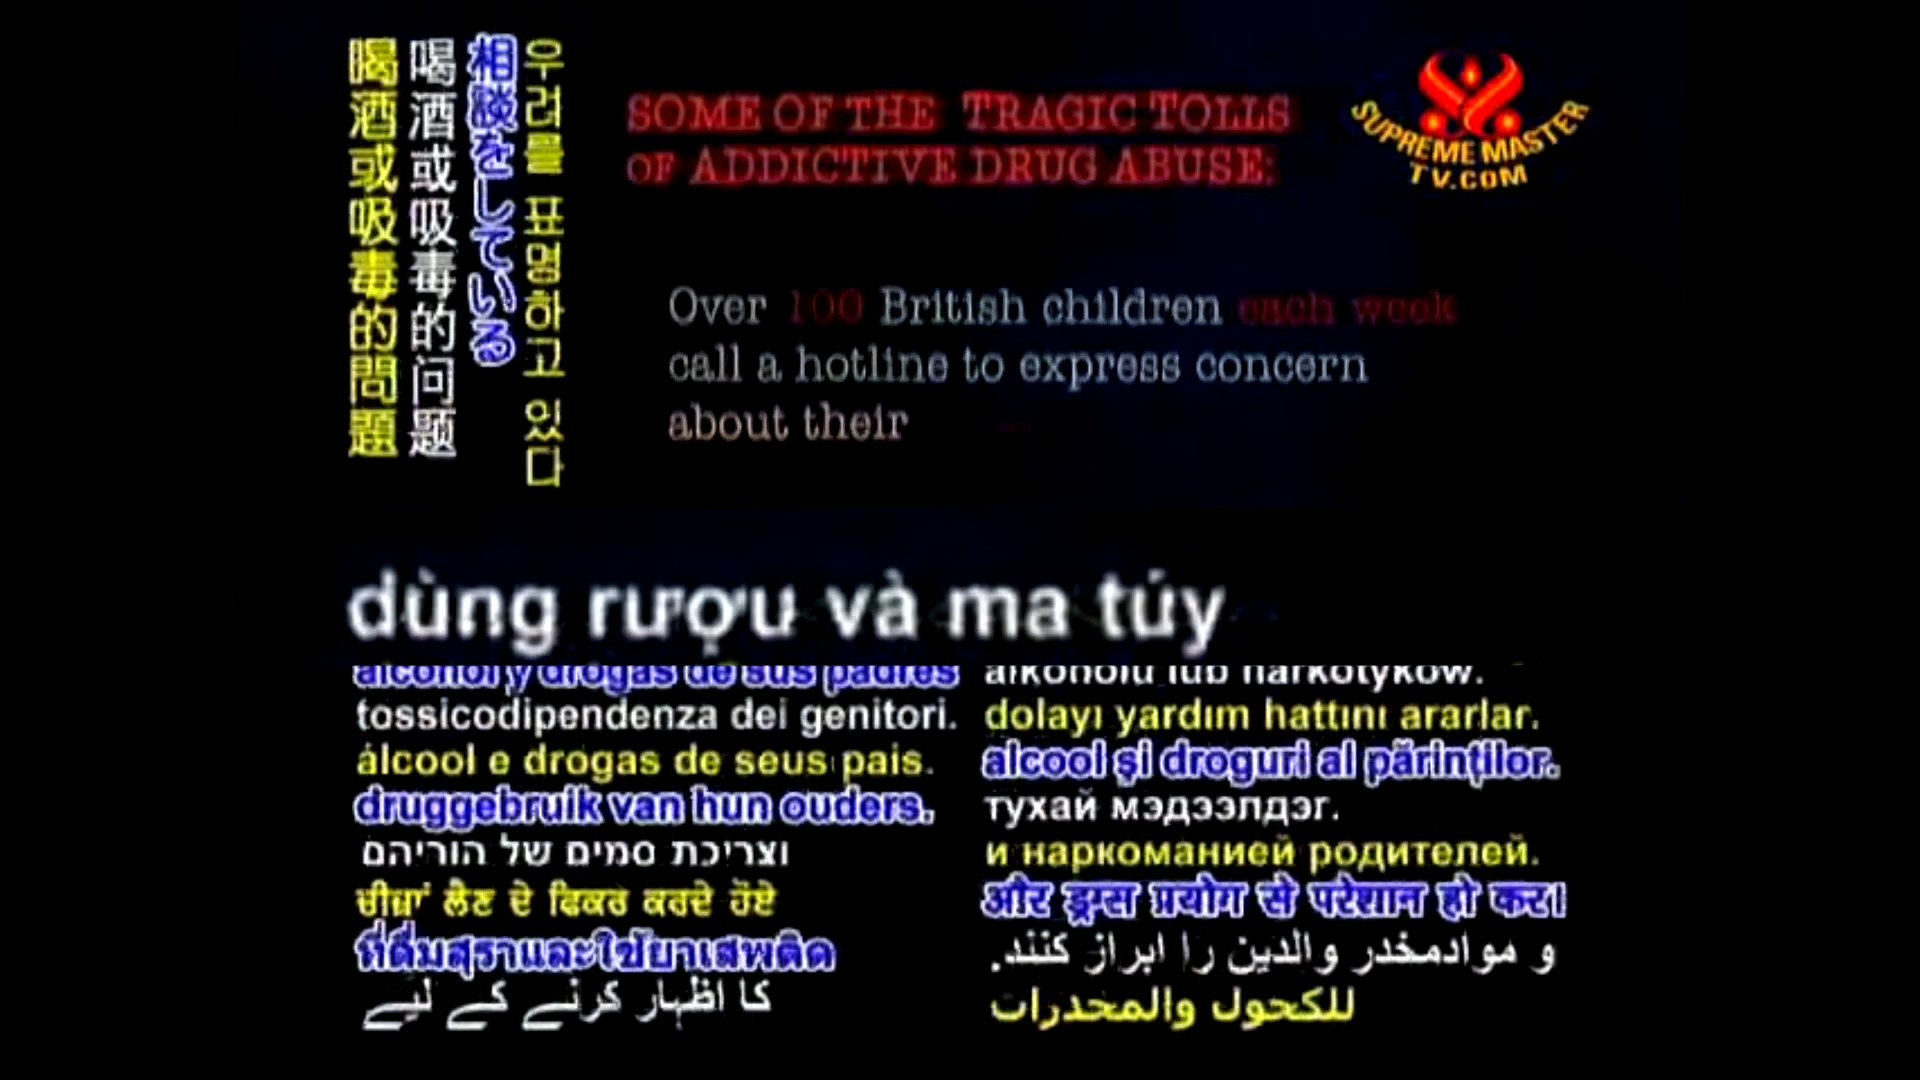 喝酒或吸毒的問題
喝酒或吸毒的问题
相談をしている
우려를 표명하고 있다
SOME OF THE TRAGIC TOLLS
OF ADDICTIVE DRUG ABUSE:
SUPREME MASTER
TV.COM
Over 100 British children each week
call a hotline to express concern
about their
dùng rượu và ma túy
alcohol y drogas de sus padres
tossicodipendenza dei genitori.
álcool e drogas de seus pais.
druggebruik van hun ouders.
וצריכת סמים של הוריהם
ਚੀਜ਼ਾਂ ਲੈਣ ਦੇ ਫਿਕਰ ਕਰਦੇ ਹੋਏ
ที่ดื่มสุราและใช้ยาเสพติด
کا اظہار کرنے کے لیے
alkoholu lub narkotyków.
dolayı yardım hattını ararlar.
alcool şi droguri al părinţilor.
тухай мэдээлдэг.
и наркоманией родителей.
और ड्रग्स प्रयोग से परेशान हो कर।
و موادمخدر والدین را ابراز کنند.
للكحول والمخدرات